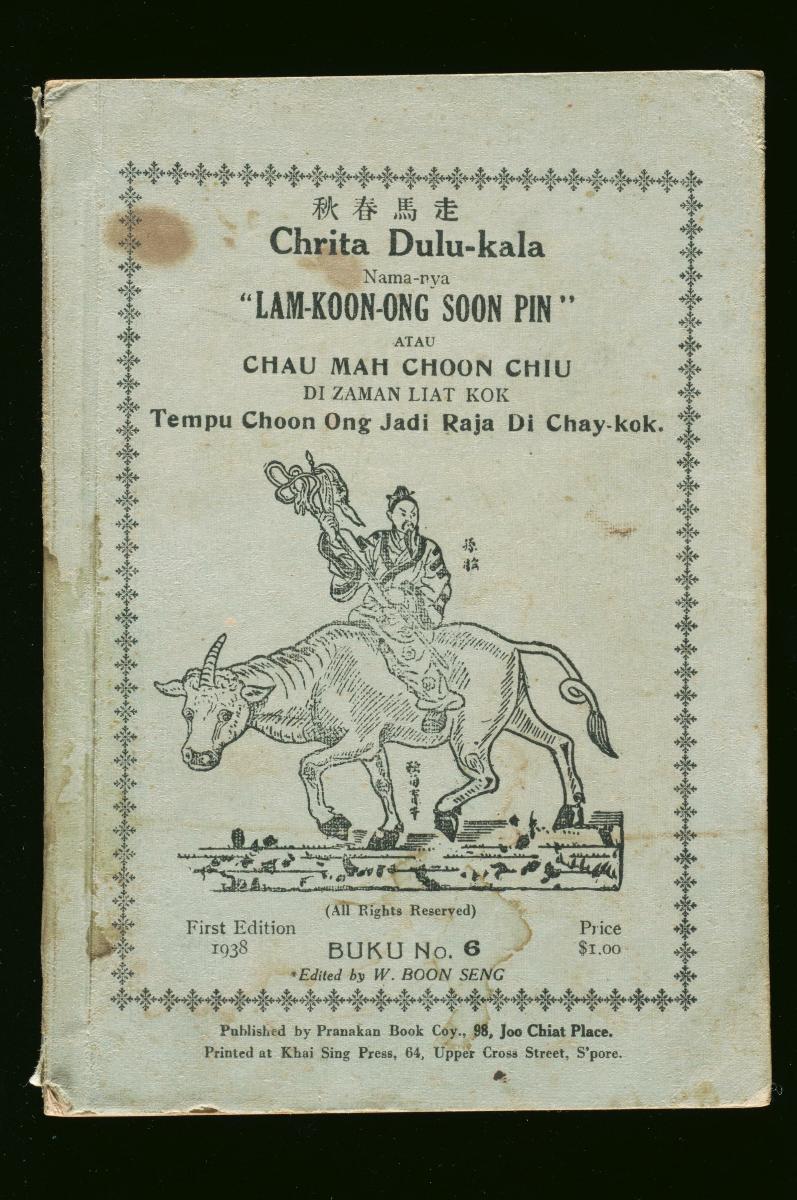 秋春馬走
Chrita Dulu-kala
Nama-nya
"LAM-KOON-ONG SOON PIN"
ATAU
CHAU MAH CHOON CHIU
DI ZAMAN LIAT KOK
Tempu Choon Ong Jadi Raja Di Chay-kok.
(All Rights Reserved)
First Edition
1938
BUKU No. 6
Price
$1.00
Edited by W. BOON SENG
Published by Pranakan Book Coy., 98, Joo Chiat Place.
Printed at Khai Sing Press, 64, Upper Cross Street, S'pore.